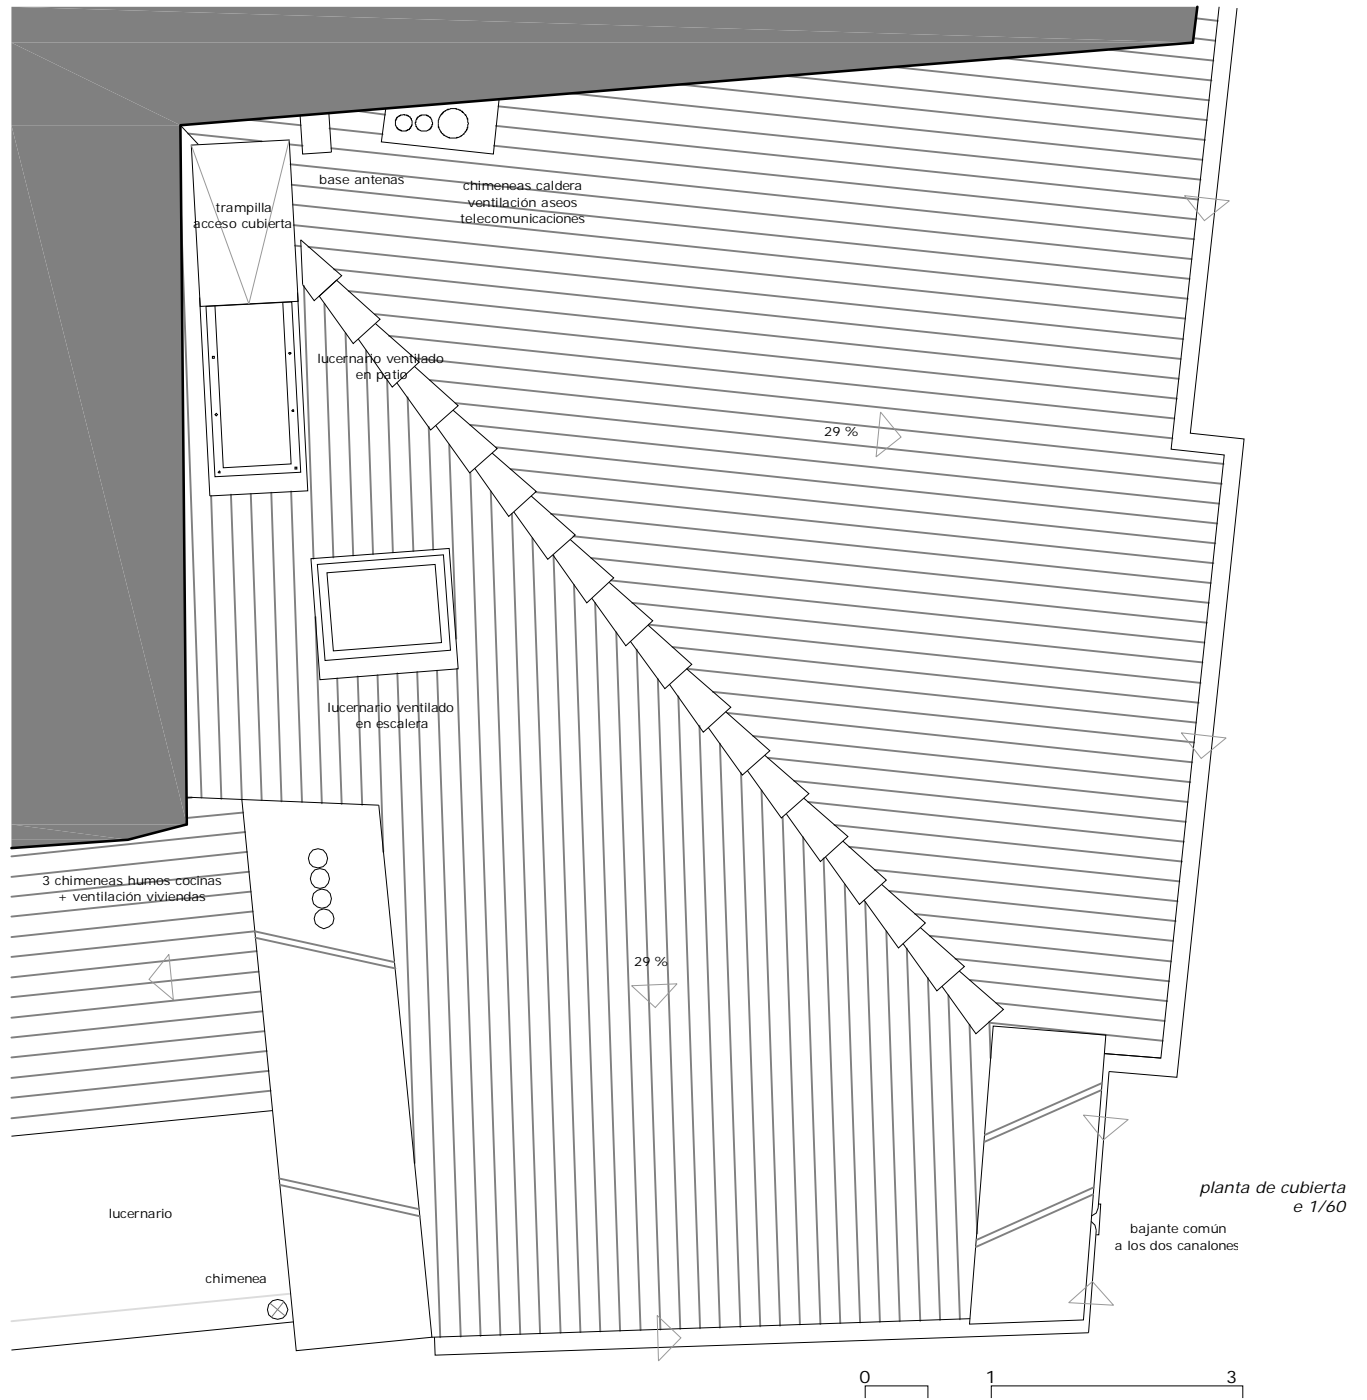 base antenas
chimeneas caldera
ventilación aseos
telecomunicaciones
trampilla
acceso cubierta
lucernario ventilado
en patio
29 %
lucernario ventilado
en escalera
3 chimeneas humos cocinas
+ ventilación viviendas
29 %
planta de cubierta
e 1/60
lucernario
bajante común
a los dos canalones
chimenea
0 1 3